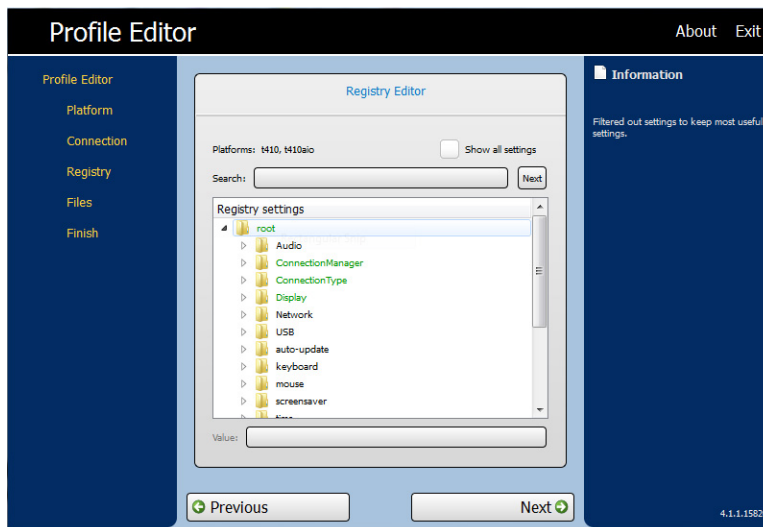 Profile Editor
About Exit
Profile Editor
Platform
Connection
Registry
Files
Finish
Registry Editor
Platforms: t410, t410aio
Show all settings
Search:
Next
Registry settings
root
Audio
ConnectionManager
ConnectionType
Display
Network
USB
auto-update
keyboard
mouse
screensaver
time
Value:
Previous
Next
Information
Filtered out settings to keep most useful
settings.
4.1.1.1582